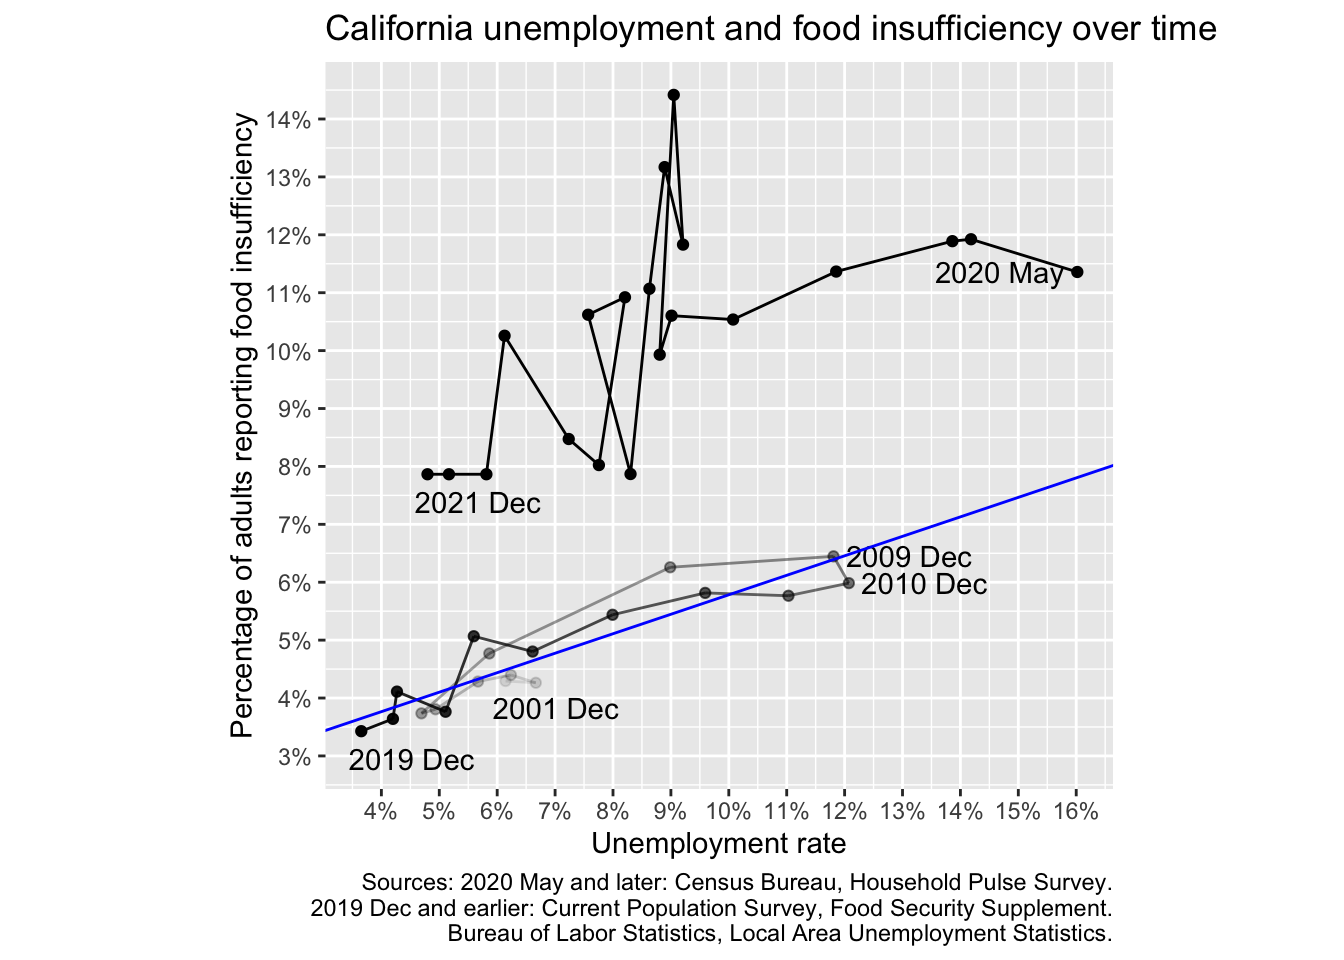 California unemployment and food insufficiency over time
Percentage of adults reporting food insufficiency
14%
13%
12%
11%
10%
9%
8%
7%
6%
5%
4%
3%
2020 May
2021 Dec
2009 Dec
2010 Dec
2001 Dec
2019 Dec
4% 5% 6% 7% 8% 9% 10% 11% 12% 13% 14% 15% 16%
Unemployment rate
Sources: 2020 May and later: Census Bureau, Household Pulse Survey.
2019 Dec and earlier: Current Population Survey, Food Security Supplement.
Bureau of Labor Statistics, Local Area Unemployment Statistics.